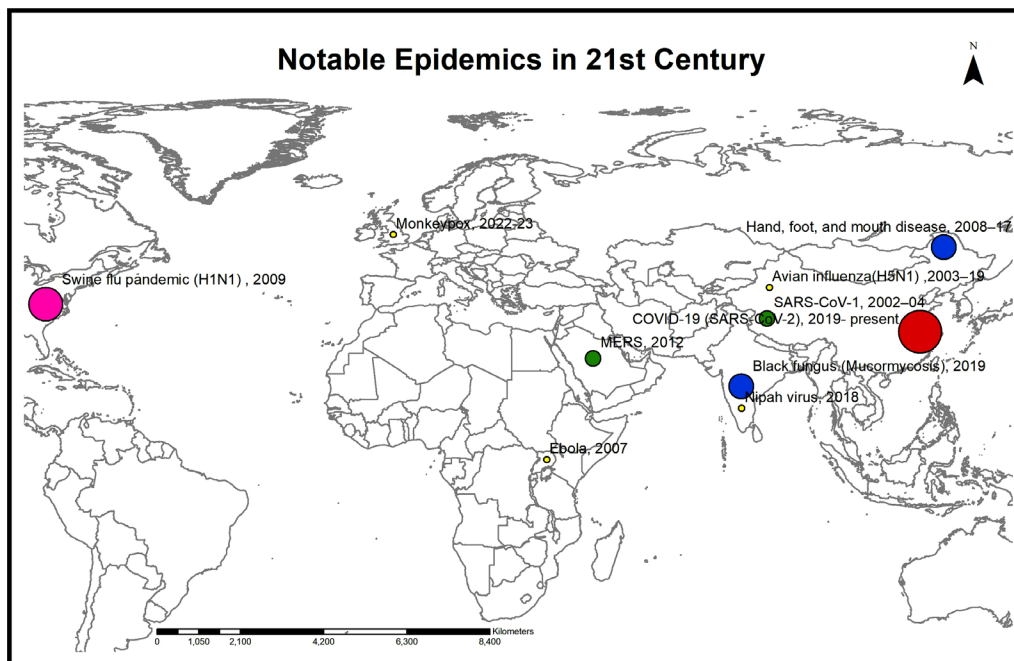 Notable Epidemics in 21st Century
N
Monkeypox, 2022-23
Hand, foot, and mouth disease, 2008–17
Swine flu pandemic (H1N1) , 2009
Avian influenza(H5N1) ,2003–19
SARS-CoV-1, 2002–04
COVID-19 (SARS-CoV-2), 2019- present
MERS, 2012
Black fungus (Mucormycosis), 2019
Nipah virus, 2018
Ebola, 2007
Kilometers
0 1,050 2,100 4,200 6,300 8,400